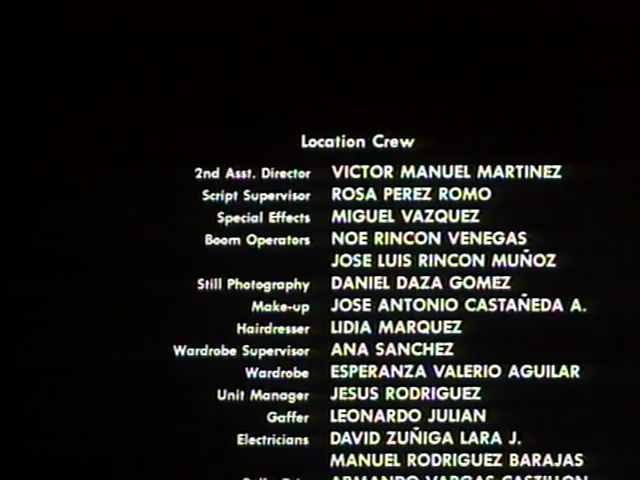 Location Crew
2nd Asst. Director VICTOR MANUEL MARTINEZ
Script Supervisor ROSA PEREZ ROMO
Special Effects MIGUEL VAZQUEZ
Boom Operators NOE RINCON VENEGAS
JOSE LUIS RINCON MUÑOZ
Still Photography DANIEL DAZA GOMEZ
Make-up JOSE ANTONIO CASTAÑEDA A.
Hairdresser LIDIA MARQUEZ
Wardrobe Supervisor ANA SANCHEZ
Wardrobe ESPERANZA VALERIO AGUILAR
Unit Manager JESUS RODRIGUEZ
Gaffer LEONARDO JULIAN
Electricians DAVID ZUÑIGA LARA J.
MANUEL RODRIGUEZ BARAJAS
ARMANDO VARGAS CASTILLON